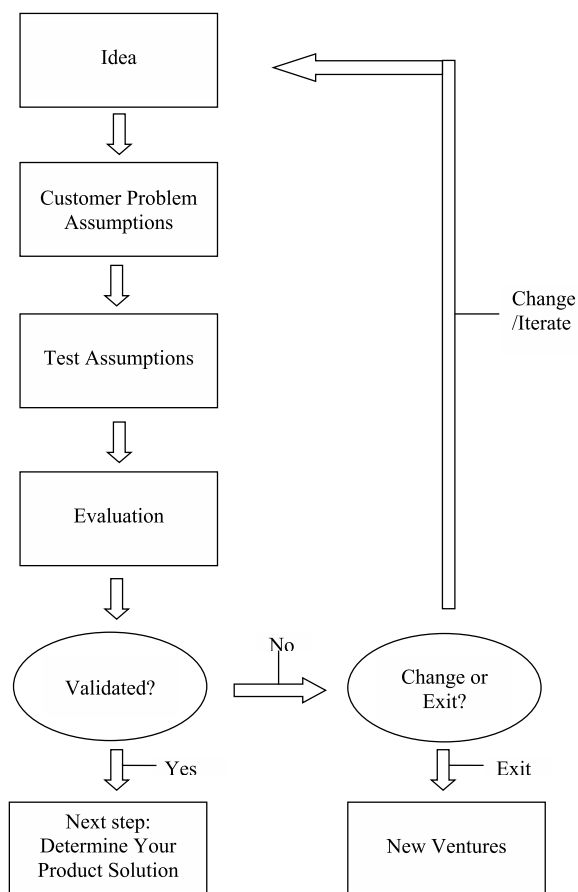 Idea
Customer Problem
Assumptions
Change
/Iterate
Test Assumptions
Evaluation
No
Validated?
Change or
Exit?
Yes
Exit
Next step:
Determine Your
Product Solution
New Ventures